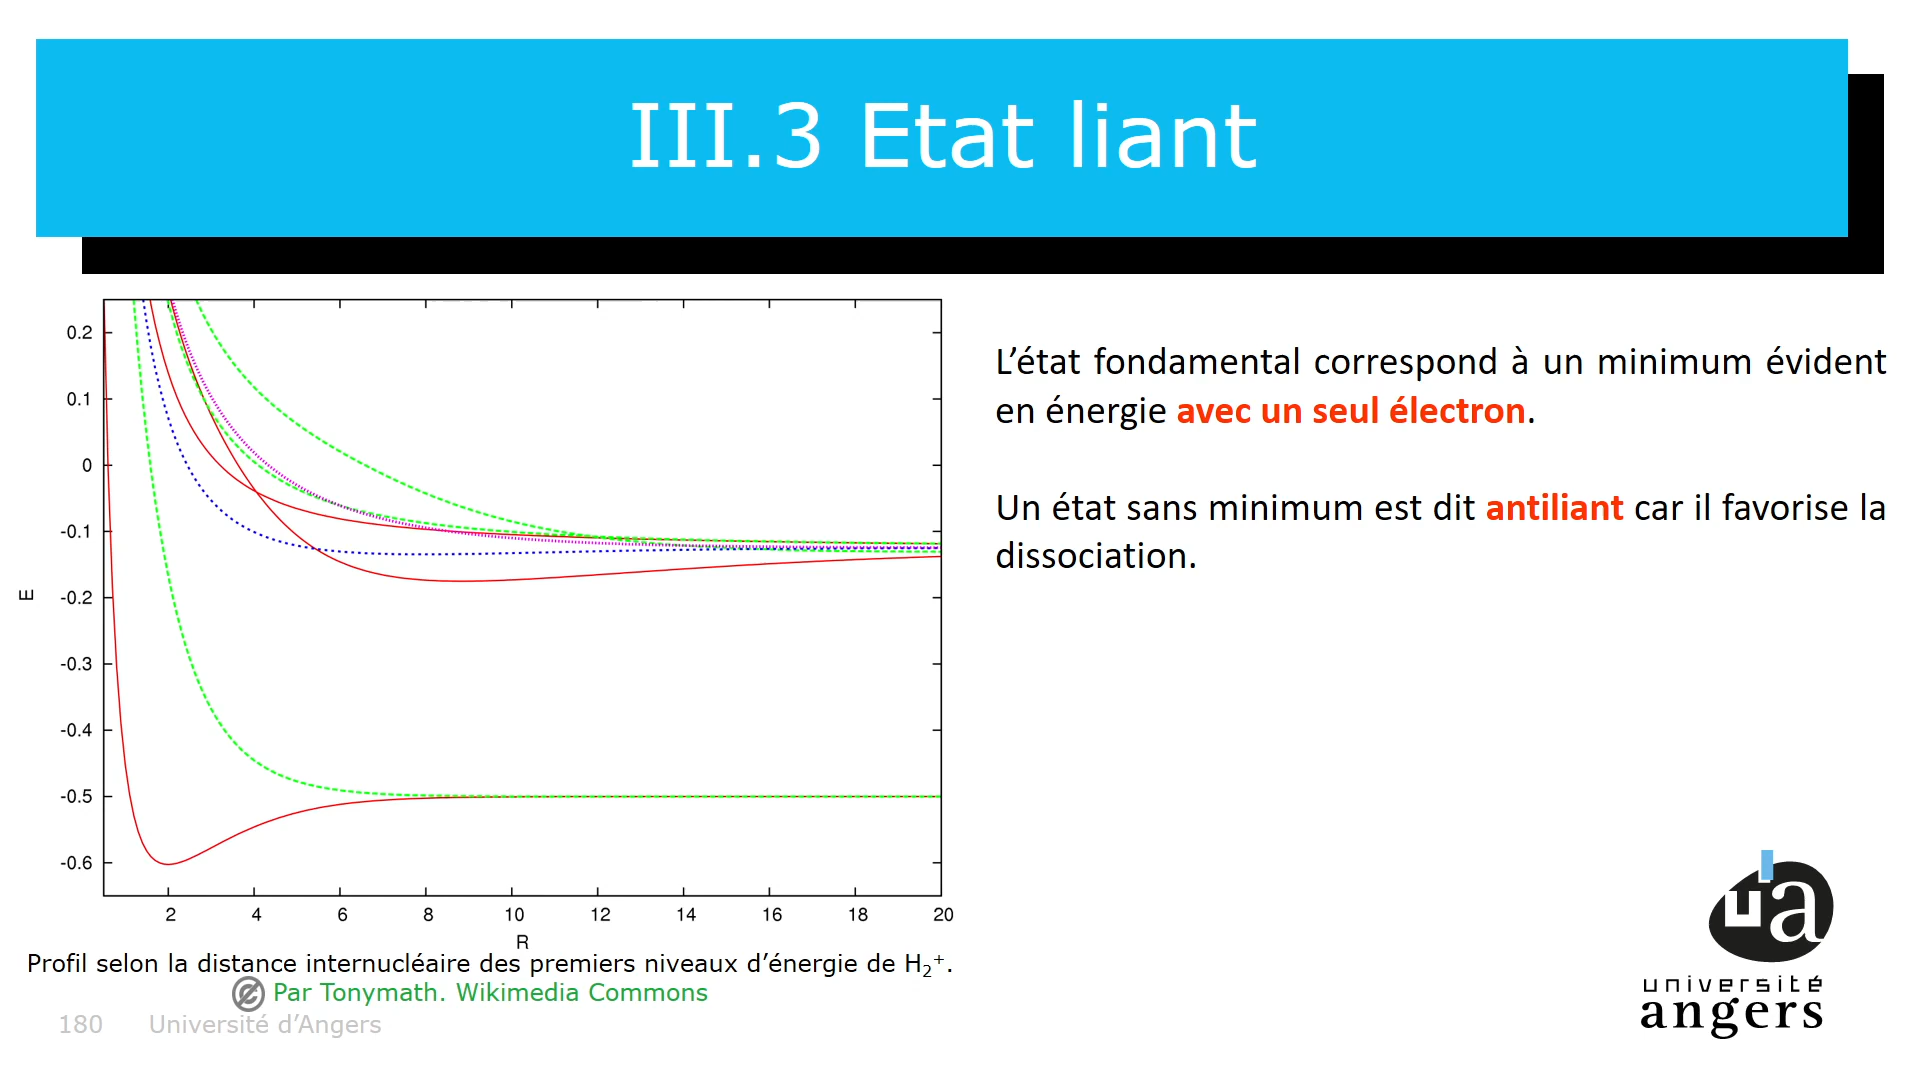 III.3 Etat liant
0.2
0.1
0
-0.1
-0.2
-0.3
-0.4
-0.5
-0.6
E
2 4 6 8 10 12 14 16 18 20
R
Profil selon la distance internucléaire des premiers niveaux d’énergie de H₂⁺.
Par Tonymath. Wikimedia Commons
L’état fondamental correspond à un minimum évident
en énergie avec un seul électron.
Un état sans minimum est dit antiliant car il favorise la
dissociation.
180 Université d’Angers
ua
université
angers